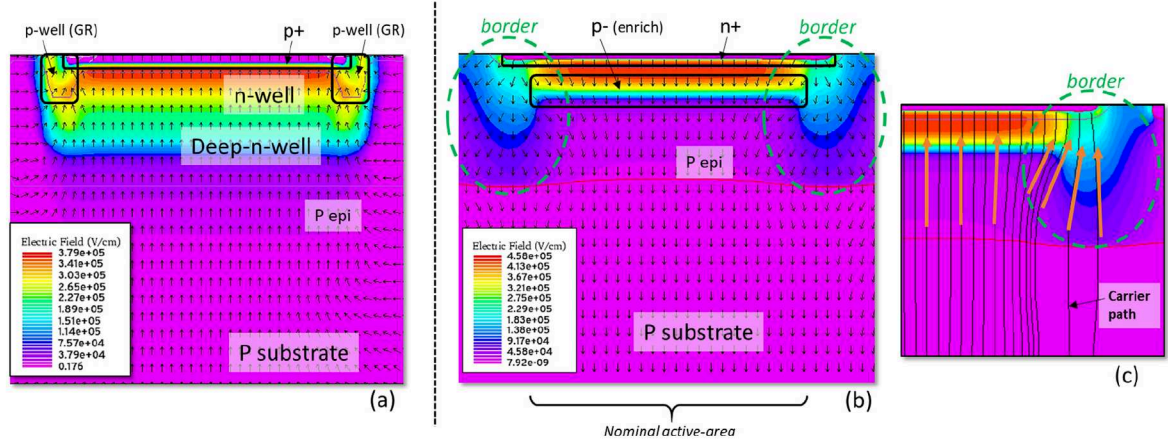 p-well (GR)
p+
p-well (GR)
n-well
Deep-n-well
P epi
Electric Field (V/cm)
3.79e+05
3.41e+05
3.03e+05
2.65e+05
2.27e+05
1.89e+05
1.51e+05
1.14e+05
7.57e+04
3.79e+04
0.176
P substrate
(a)
border
p- (enrich)
n+
border
P epi
Electric Field (V/cm)
4.58e+05
4.13e+05
3.67e+05
3.21e+05
2.75e+05
2.29e+05
1.83e+05
1.38e+05
9.17e+04
4.58e+04
7.92e-09
P substrate
(b)
Nominal active-area
border
Carrier
path
(c)